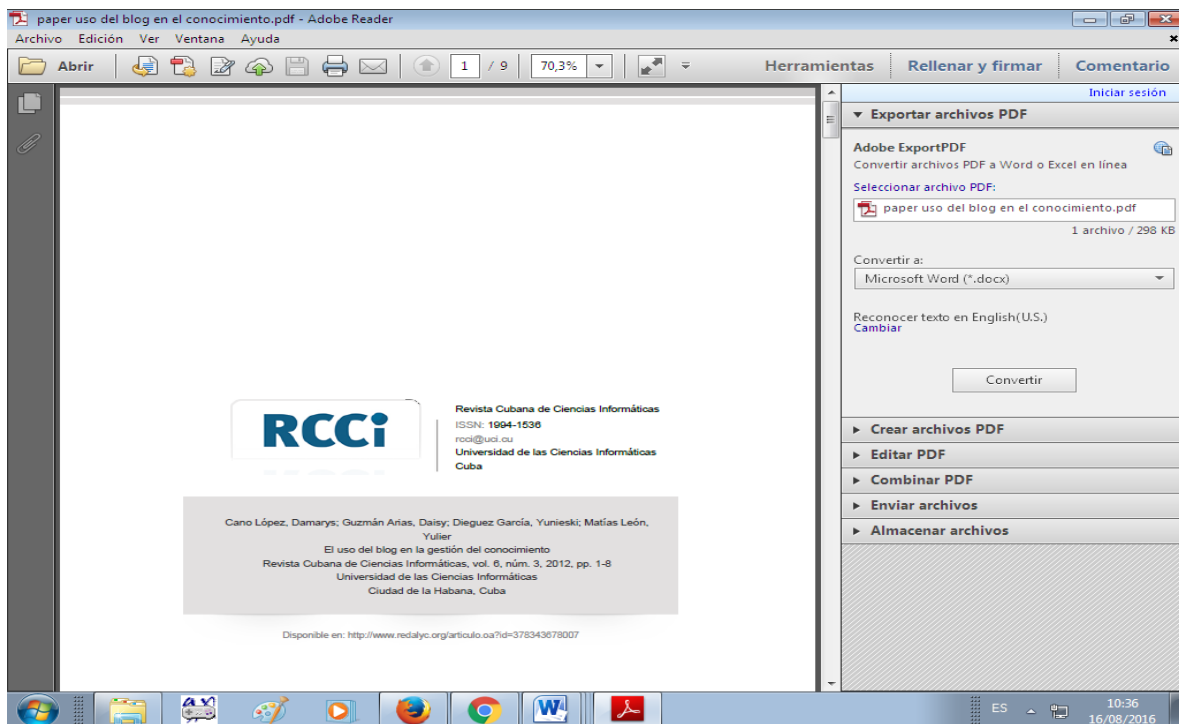 paper uso del blog en el conocimiento.pdf - Adobe Reader
Archivo Edición Ver Ventana Ayuda
Abrir 1 / 9 70,3% Herramientas Rellenar y firmar Comentario
Iniciar sesión
Exportar archivos PDF
Adobe ExportPDF
Convertir archivos PDF a Word o Excel en línea
Seleccionar archivo PDF:
paper uso del blog en el conocimiento.pdf
1 archivo / 298 KB
Convertir a:
Microsoft Word (*.docx)
Reconocer texto en English(U.S.)
Cambiar
Convertir
Crear archivos PDF
Editar PDF
Combinar PDF
Enviar archivos
Almacenar archivos
RCCi
Revista Cubana de Ciencias Informáticas
ISSN: 1994-1536
rcci@uci.cu
Universidad de las Ciencias Informáticas
Cuba
Cano López, Damarys; Guzmán Arias, Daisy; Dieguez García, Yunieski; Matías León,
Yulier
El uso del blog en la gestión del conocimiento
Revista Cubana de Ciencias Informáticas, vol. 6, núm. 3, 2012, pp. 1-8
Universidad de las Ciencias Informáticas
Ciudad de la Habana, Cuba
Disponible en: http://www.redalyc.org/articulo.oa?id=378343678007
ES
10:36
16/08/2016